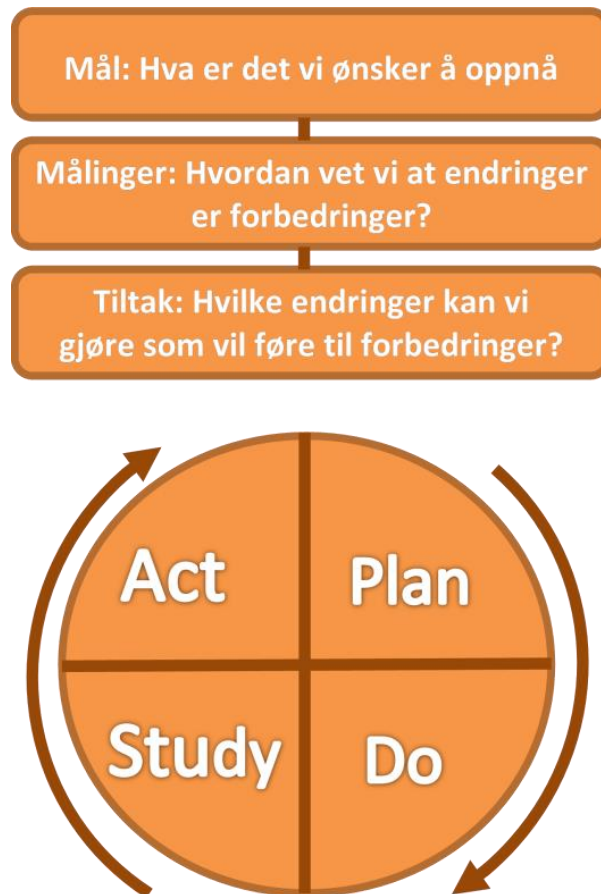 Mål: Hva er det vi ønsker å oppnå
Målinger: Hvordan vet vi at endringer
er forbedringer?
Tiltak: Hvilke endringer kan vi
gjøre som vil føre til forbedringer?
Act
Plan
Study
Do